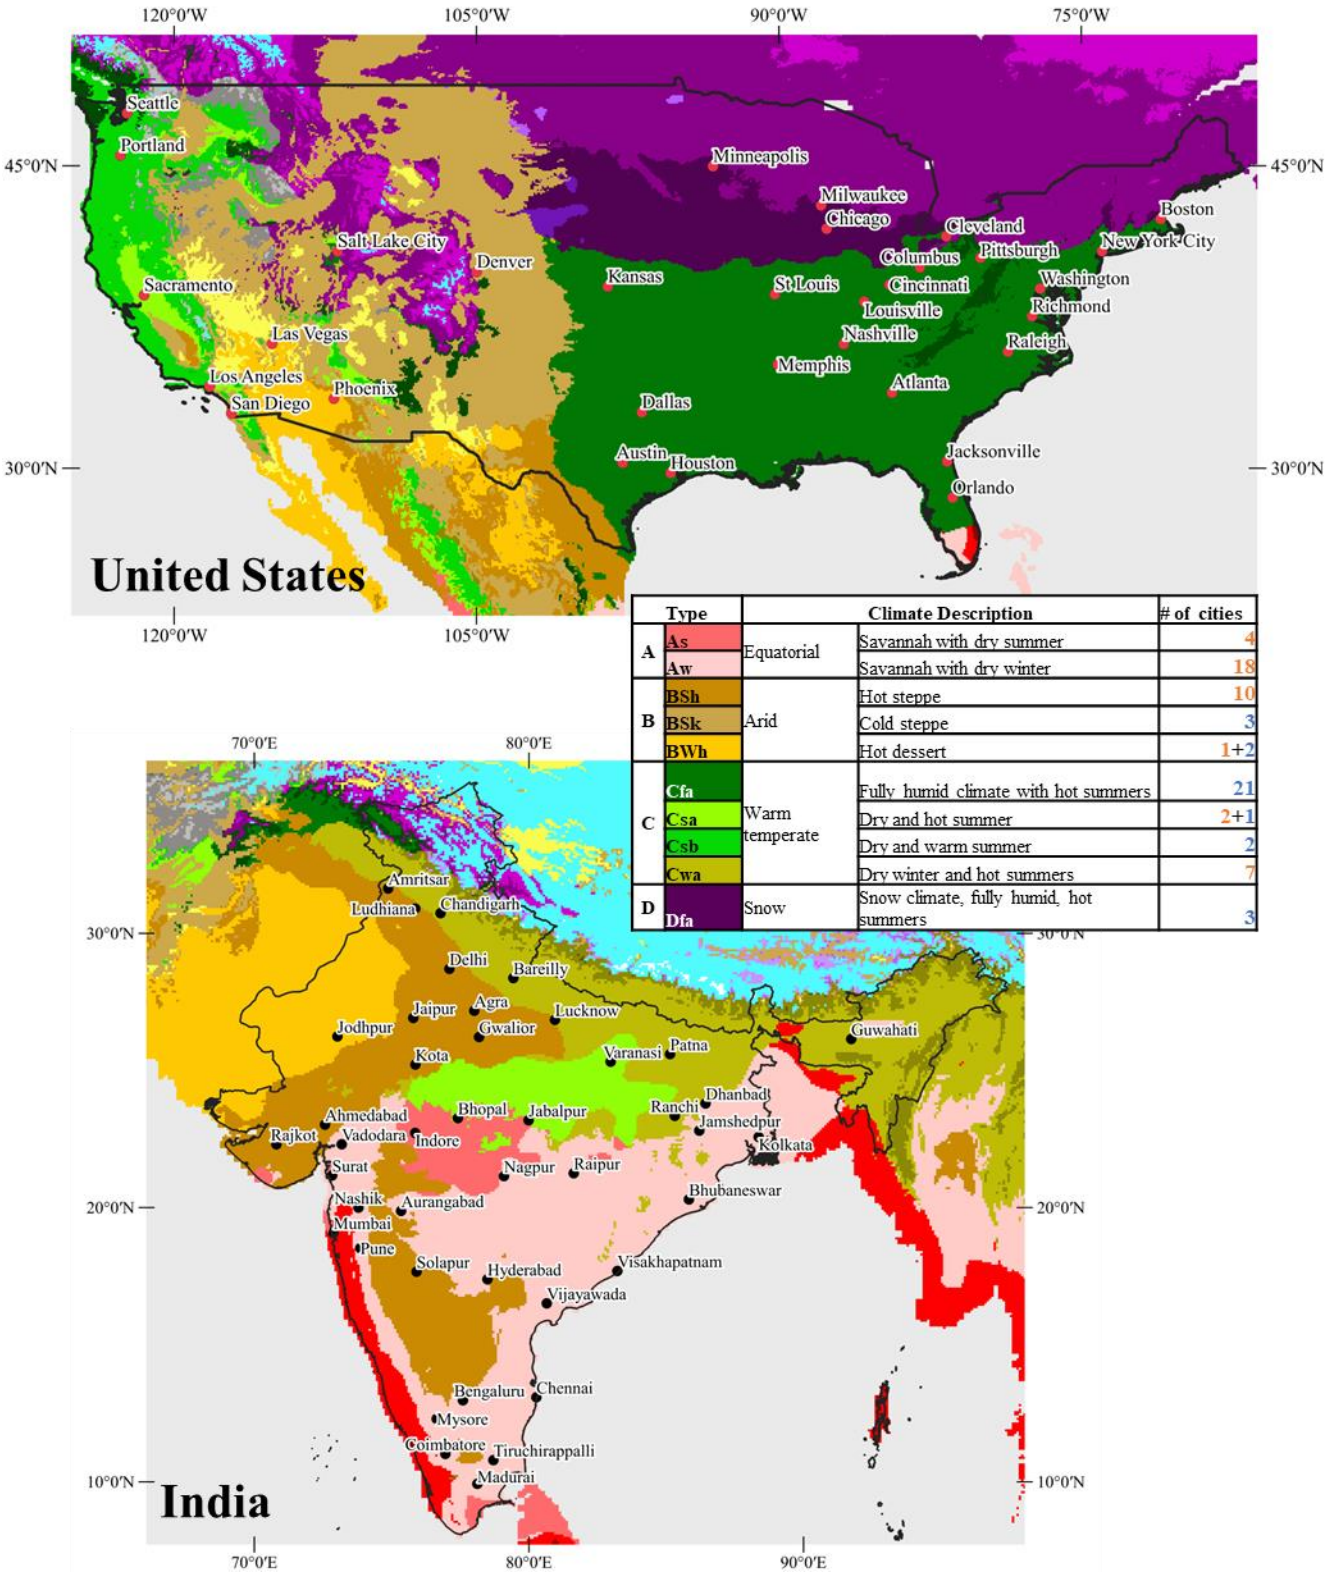 120°0'W 105°0'W 90°0'W 75°0'W
Seattle
Portland
45°0'N
45°0'N
Minneapolis
Milwaukee
Chicago
Boston
Cleveland
New York City
Salt Lake City
Pittsburgh
Columbus
Denver
Kansas
St Louis
Cincinnati
Washington
Sacramento
Louisville
Richmond
Las Vegas
Nashville
Raleigh
Memphis
Los Angeles
Phoenix
Atlanta
San Diego
Dallas
Austin
Houston
Jacksonville
30°0'N
30°0'N
Orlando
United States
120°0'W 105°0'W
Type Climate Description # of cities
A As Equatorial Savannah with dry summer 4
Aw Savannah with dry winter 18
B BSh Arid Hot steppe 10
BSk Cold steppe 3
BWh Hot dessert 1+2
C Cfa Warm temperate Fully humid climate with hot summers 21
Csa Dry and hot summer 2+1
Csb Dry and warm summer 2
Cwa Dry winter and hot summers 7
D Dfa Snow Snow climate, fully humid, hot
summers 3
70°0'E 80°0'E
Amritsar
Ludhiana
Chandigarh
30°0'N
30°0'N
Delhi
Bareilly
Jaipur
Agra
Lucknow
Jodhpur
Gwalior
Guwahati
Kota
Varanasi
Patna
Ahmedabad
Bhopal
Jabalpur
Ranchi
Dhanbad
Rajkot
Vadodara
Indore
Jamshedpur
Kolkata
Surat
Nagpur
Raipur
Nashik
Aurangabad
Bhubaneswar
20°0'N
20°0'N
Mumbai
Pune
Solapur
Hyderabad
Visakhapatnam
Vijayawada
Bengaluru
Chennai
Mysore
Coimbatore
Tiruchirappalli
Madurai
10°0'N
10°0'N
India
70°0'E 80°0'E 90°0'E